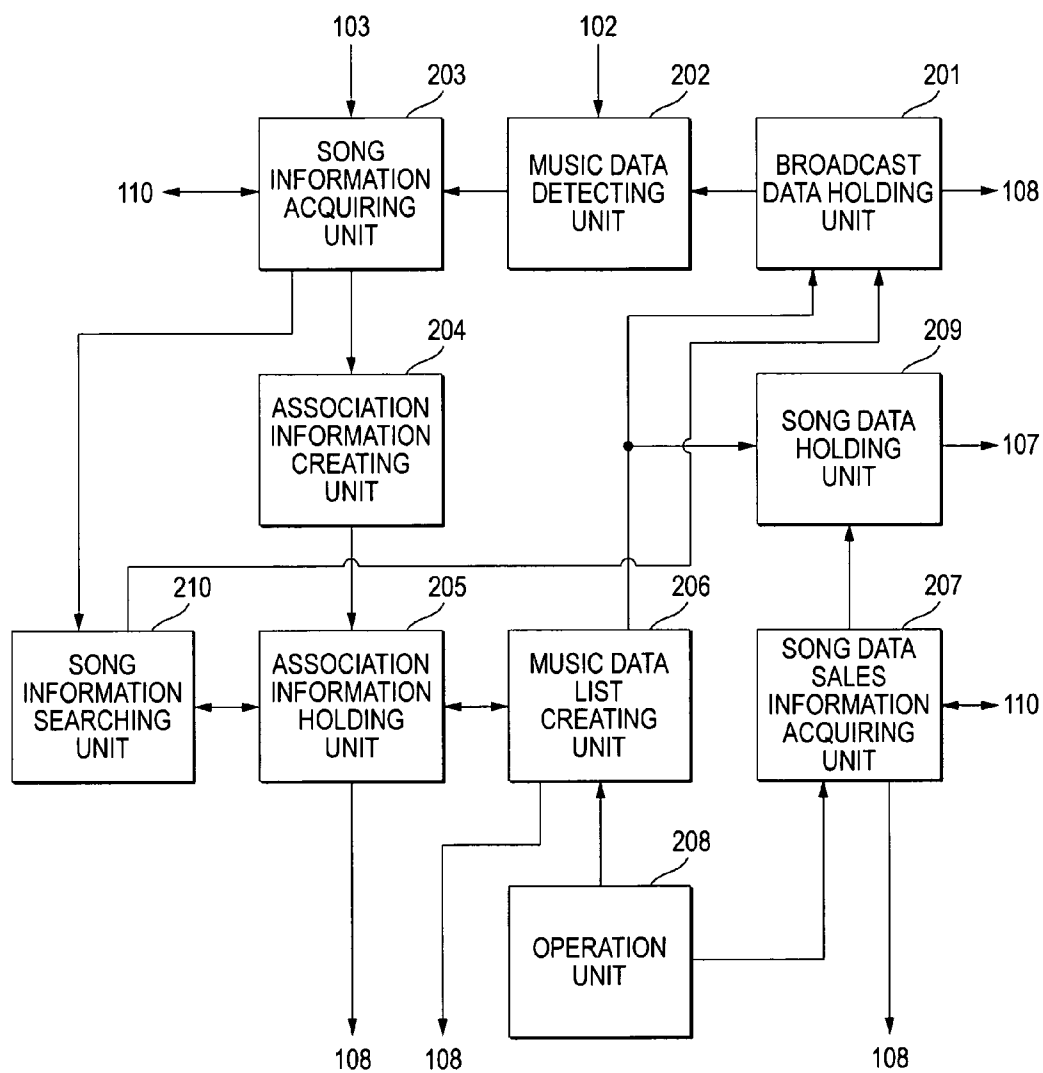 103
102
203
202
201
SONG
INFORMATION
ACQUIRING
UNIT
MUSIC DATA
DETECTING
UNIT
BROADCAST
DATA HOLDING
UNIT
110
108
204
209
ASSOCIATION
INFORMATION
CREATING
UNIT
SONG DATA
HOLDING
UNIT
107
210
205
206
207
SONG
INFORMATION
SEARCHING
UNIT
ASSOCIATION
INFORMATION
HOLDING
UNIT
MUSIC DATA
LIST
CREATING
UNIT
SONG DATA
SALES
INFORMATION
ACQUIRING
UNIT
110
208
OPERATION
UNIT
108
108
108